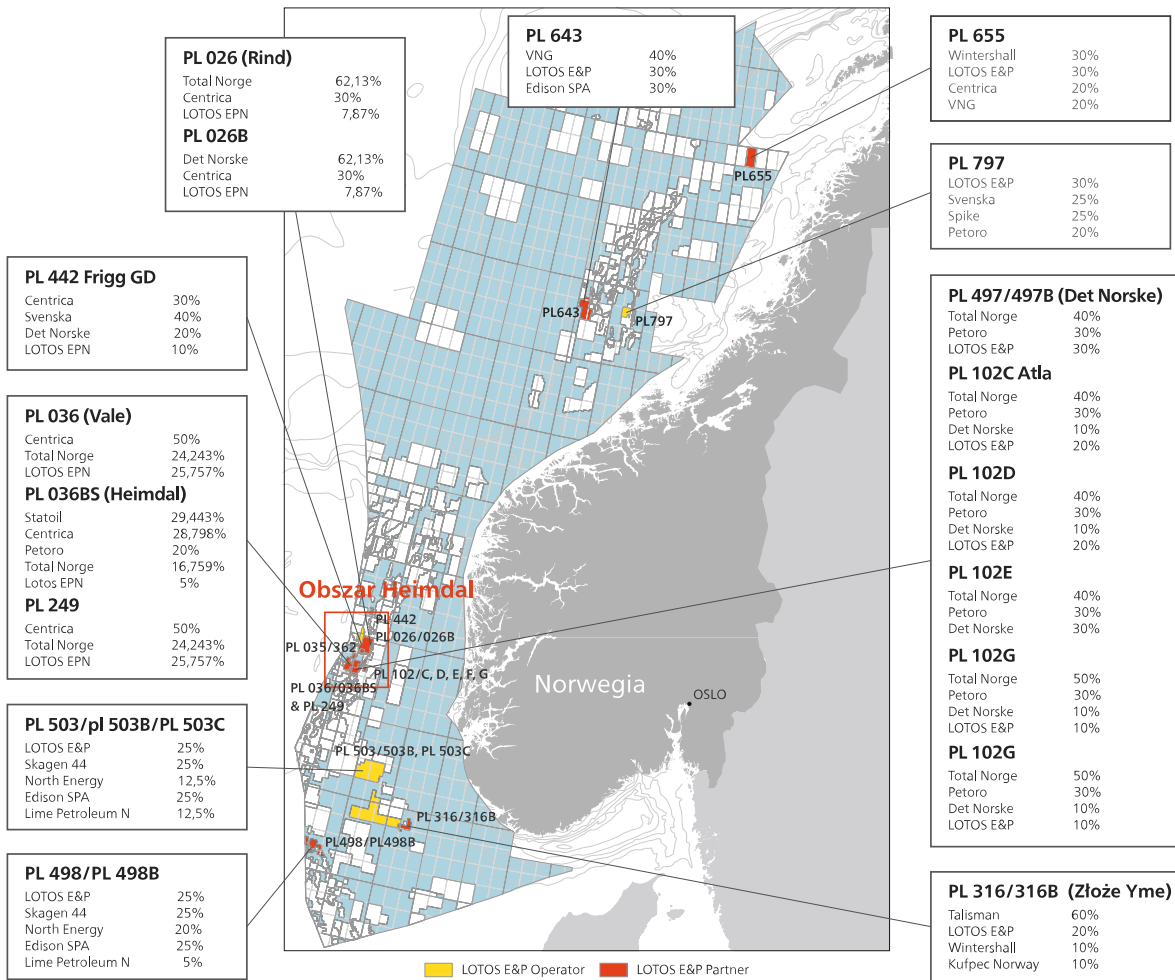 PL 026 (Rind)
Total Norge 62,13%
Centrica 30%
LOTOS EPN 7,87%
PL 026B
Det Norske 62,13%
Centrica 30%
LOTOS EPN 7,87%
PL 643
VNG 40%
LOTOS E&P 30%
Edison SPA 30%
PL 655
Wintershall 30%
LOTOS E&P 30%
Centrica 20%
VNG 20%
PL 797
LOTOS E&P 30%
Svenska 25%
Spike 25%
Petoro 20%
PL 442 Frigg GD
Centrica 30%
Svenska 40%
Det Norske 20%
LOTOS EPN 10%
PL 036 (Vale)
Centrica 50%
Total Norge 24,243%
LOTOS EPN 25,757%
PL 036BS (Heimdal)
Statoil 29,443%
Centrica 28,798%
Petoro 20%
Total Norge 16,759%
Lotos EPN 5%
PL 249
Centrica 50%
Total Norge 24,243%
LOTOS EPN 25,757%
PL 503/pl 503B/PL 503C
LOTOS E&P 25%
Skagen 44 25%
North Energy 12,5%
Edison SPA 25%
Lime Petroleum N 12,5%
PL 498/PL 498B
LOTOS E&P 25%
Skagen 44 25%
North Energy 20%
Edison SPA 25%
Lime Petroleum N 5%
PL655
PL643
PL797
Obszar Heimdal
PL 442
PL 026/026B
PL 035/362
PL 102/C, D, E, F, G
PL 036/036BS
& PL 249
Norwegia
OSLO
PL 503/503B, PL 503C
PL 316/316B
PL498/PL498B
PL 497/497B (Det Norske)
Total Norge 40%
Petoro 30%
LOTOS E&P 30%
PL 102C Atla
Total Norge 40%
Petoro 30%
Det Norske 10%
LOTOS E&P 20%
PL 102D
Total Norge 40%
Petoro 30%
Det Norske 10%
LOTOS E&P 20%
PL 102E
Total Norge 40%
Petoro 30%
Det Norske 30%
PL 102G
Total Norge 50%
Petoro 30%
Det Norske 10%
LOTOS E&P 10%
PL 102G
Total Norge 50%
Petoro 30%
Det Norske 10%
LOTOS E&P 10%
PL 316/316B (Złoże Yme)
Talisman 60%
LOTOS E&P 20%
Wintershall 10%
Kufpec Norway 10%
LOTOS E&P Operator
LOTOS E&P Partner